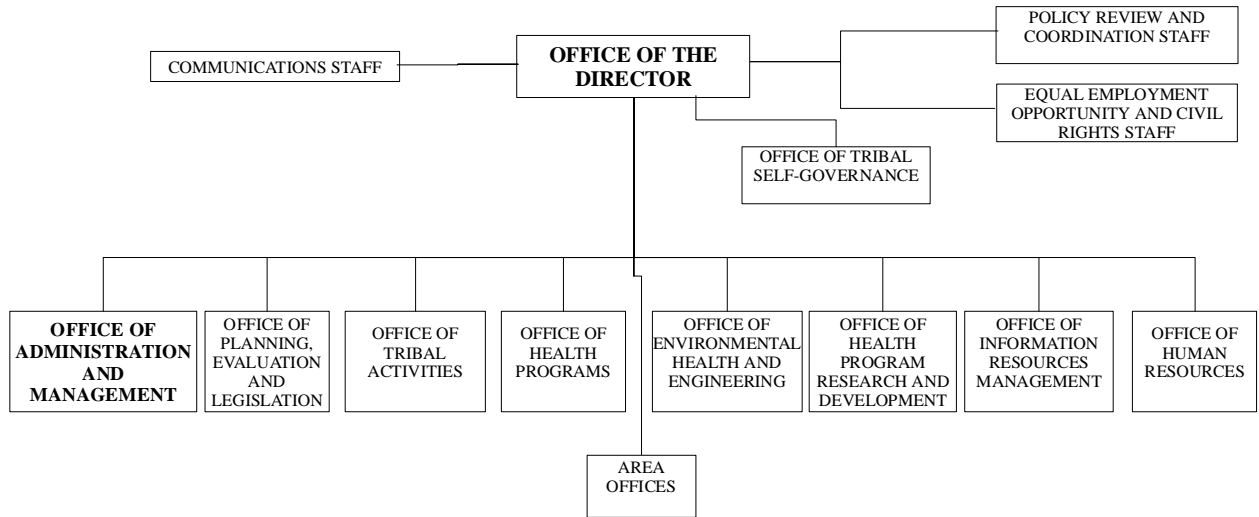 POLICY REVIEW AND
COORDINATION STAFF
OFFICE OF THE
DIRECTOR
COMMUNICATIONS STAFF
EQUAL EMPLOYMENT
OPPORTUNITY AND CIVIL
RIGHTS STAFF
OFFICE OF TRIBAL
SELF-GOVERNANCE
OFFICE OF
ADMINISTRATION
AND
MANAGEMENT
OFFICE OF
PLANNING,
EVALUATION
AND
LEGISLATION
OFFICE OF
TRIBAL
ACTIVITIES
OFFICE OF
HEALTH
PROGRAMS
OFFICE OF
ENVIRONMENTAL
HEALTH AND
ENGINEERING
OFFICE OF
HEALTH
PROGRAM
RESEARCH AND
DEVELOPMENT
OFFICE OF
INFORMATION
RESOURCES
MANAGEMENT
OFFICE OF
HUMAN
RESOURCES
AREA
OFFICES